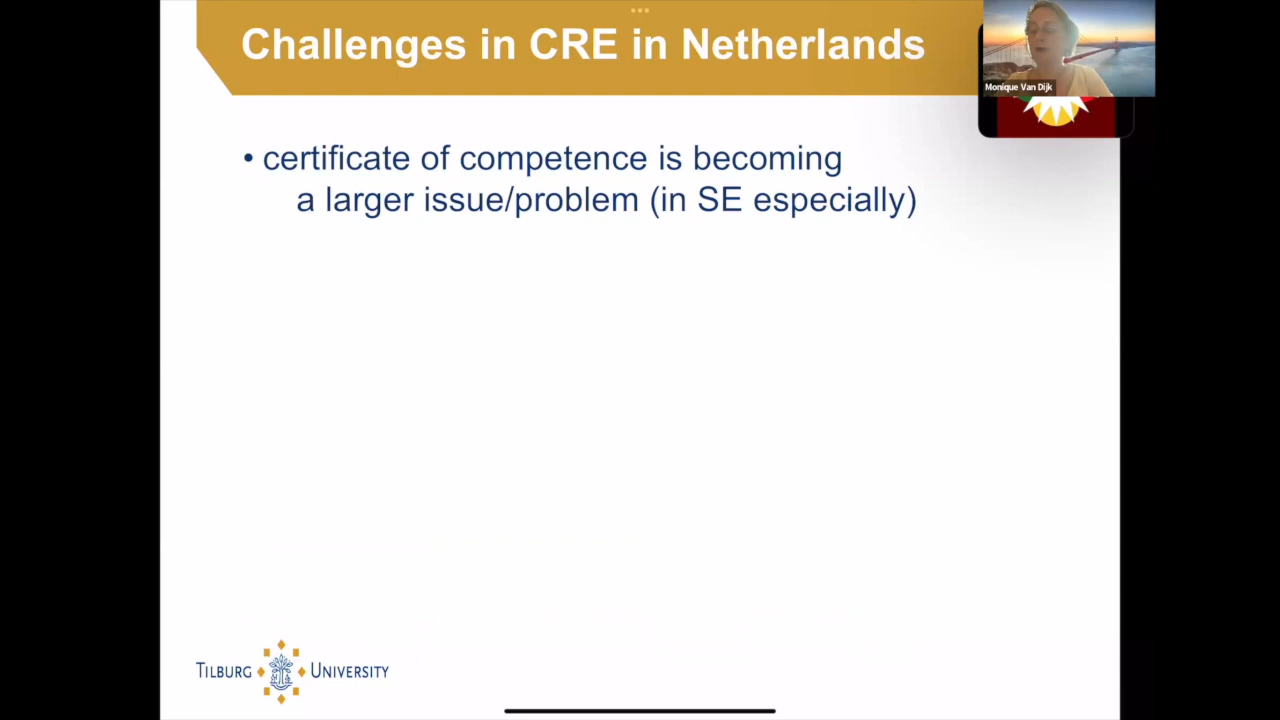 Challenges in CRE in Netherlands
Monique Van Dijk
• certificate of competence is becoming
a larger issue/problem (in SE especially)
TILBURG UNIVERSITY